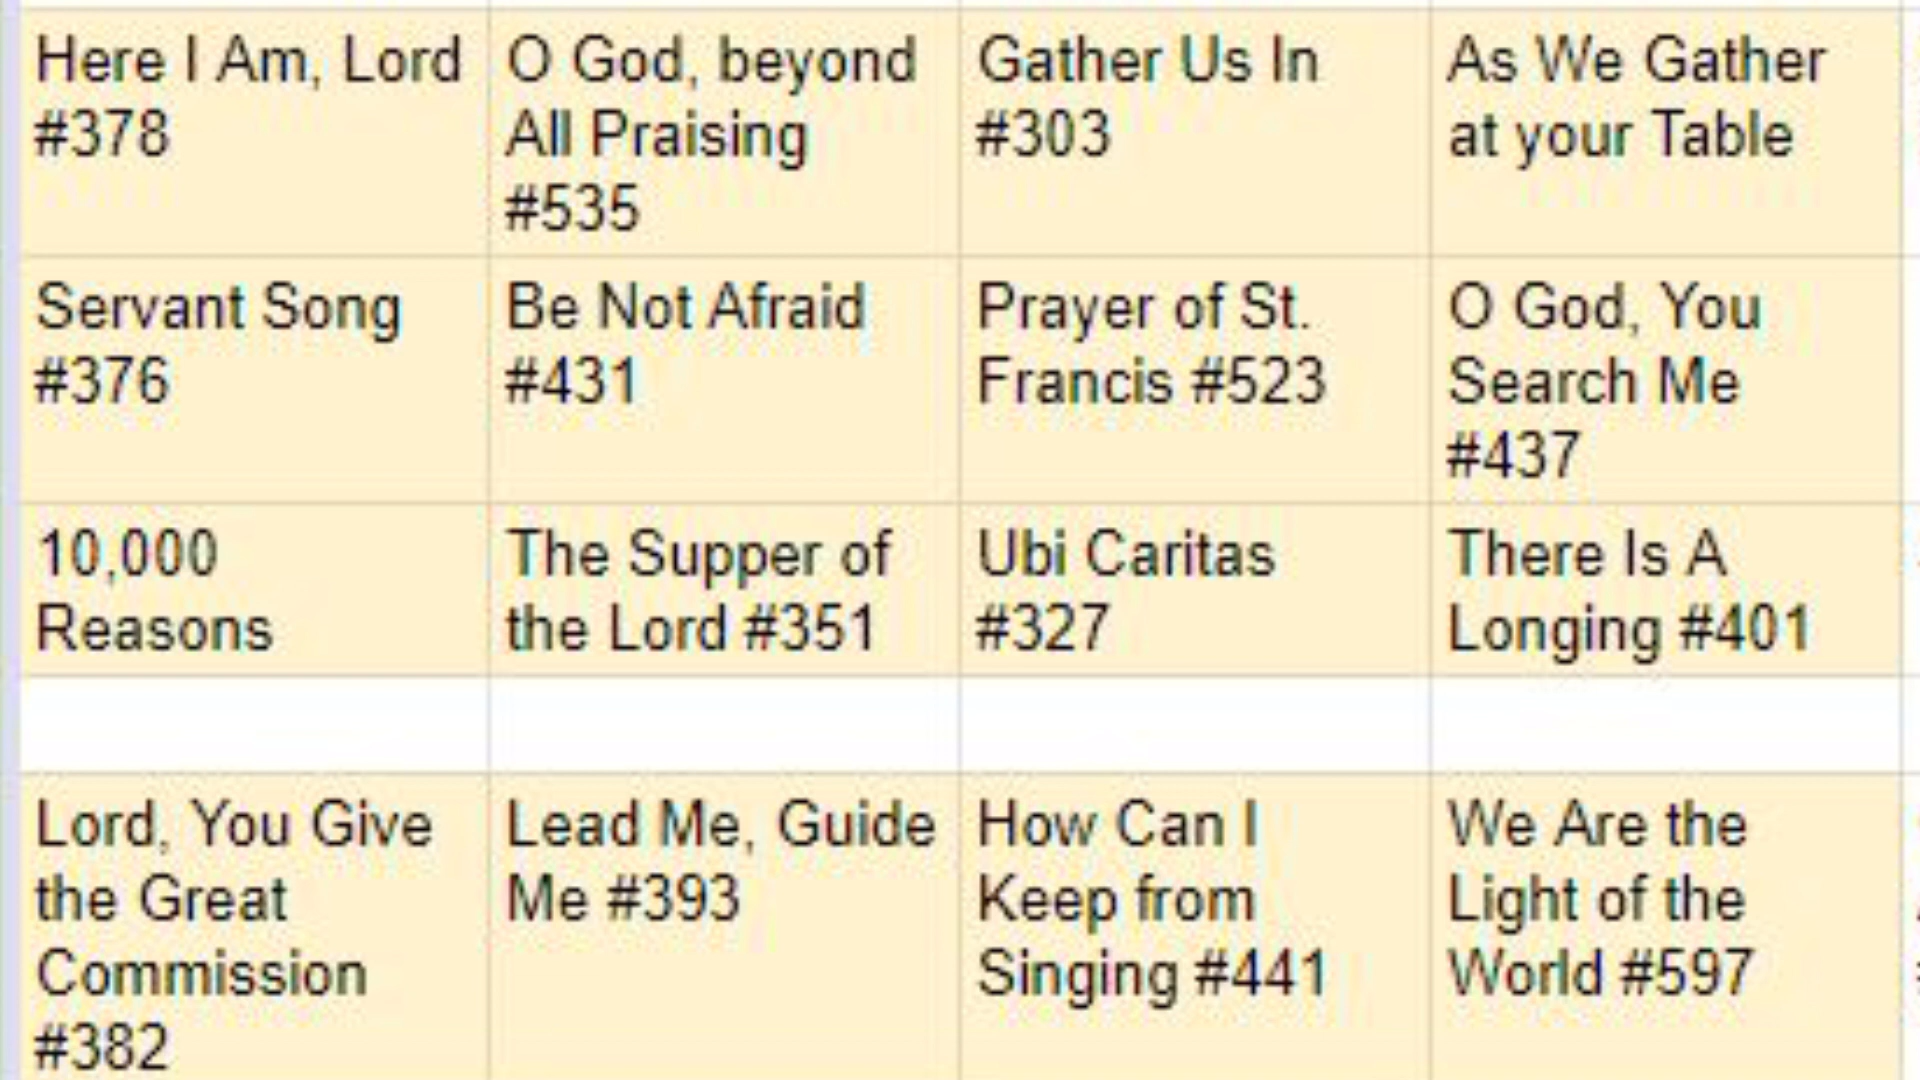 Here I Am, Lord
#378
O God, beyond
All Praising
#535
Gather Us In
#303
As We Gather
at your Table
Servant Song
#376
Be Not Afraid
#431
Prayer of St.
Francis #523
O God, You
Search Me
#437
10,000
Reasons
The Supper of
the Lord #351
Ubi Caritas
#327
There Is A
Longing #401
Lord, You Give
the Great
Commission
#382
Lead Me, Guide
Me #393
How Can I
Keep from
Singing #441
We Are the
Light of the
World #597